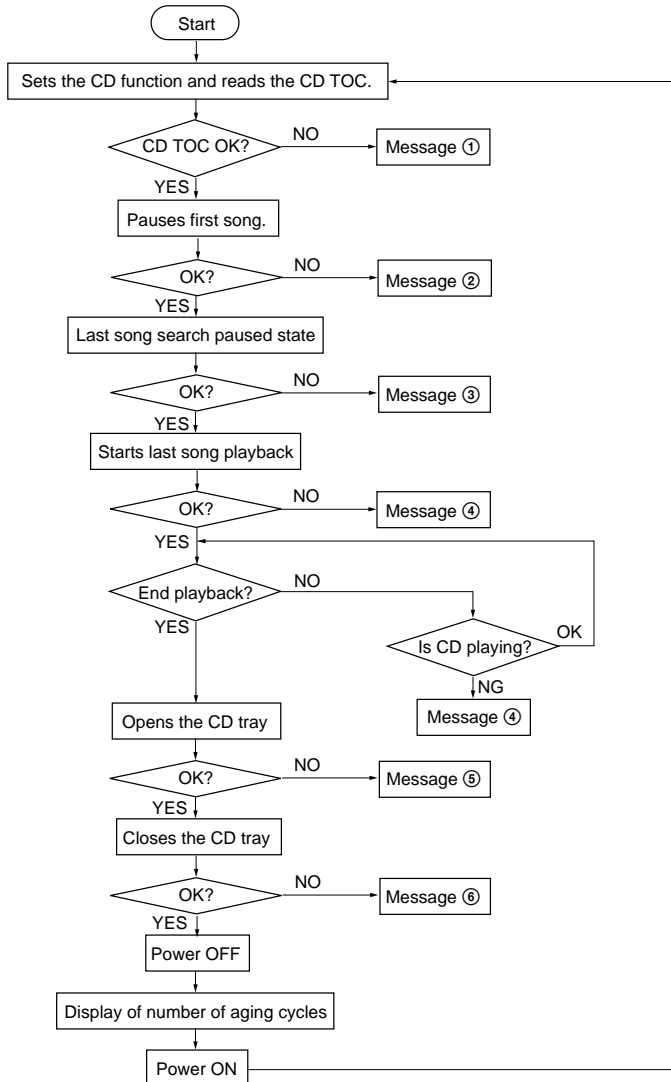 Start
Sets the CD function and reads the CD TOC.
CD TOC OK?
NO
Message ①
YES
Pauses first song.
OK?
NO
Message ②
YES
Last song search paused state
OK?
NO
Message ③
YES
Starts last song playback
OK?
NO
Message ④
YES
End playback?
NO
YES
Is CD playing?
OK
NG
Message ④
Opens the CD tray
OK?
NO
Message ⑤
YES
Closes the CD tray
OK?
NO
Message ⑥
YES
Power OFF
Display of number of aging cycles
Power ON